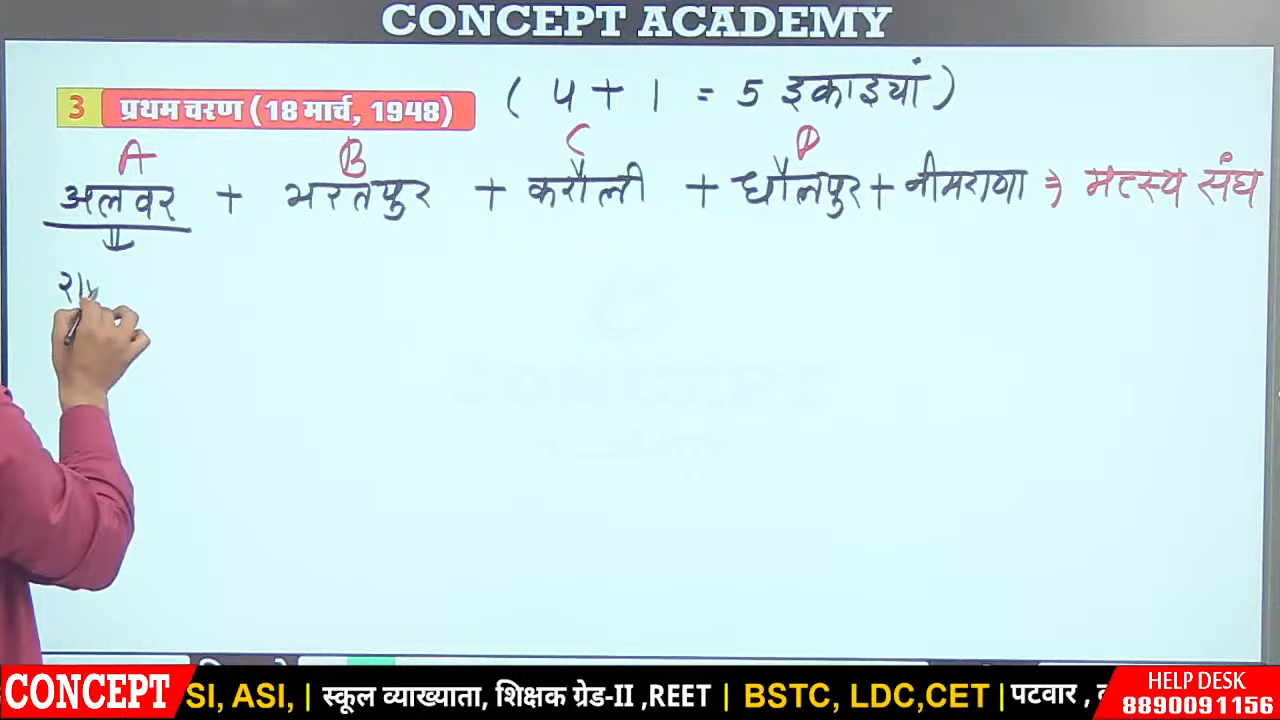 CONCEPT ACADEMY
( 4 + 1 = 5 इकाइयां )
3 प्रथम चरण (18 मार्च, 1948)
A B C D
अलवर + भरतपुर + करौली + धौलपुर + नीमराणा ⇒ मत्स्य संघ
CONCEPT
CONCEPT SI, ASI, | स्कूल व्याख्याता, शिक्षक ग्रेड-II ,REET | BSTC, LDC,CET | पटवार ,
HELP DESK
8890091156